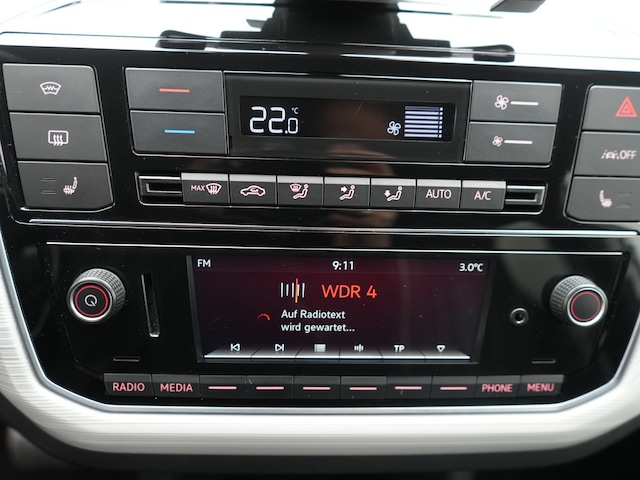 22.0 °C
OFF
MAX
AUTO A/C
FM 9:11 3.0°C
WDR 4
Auf Radiotext
wird gewartet...
TP
RADIO MEDIA PHONE MENU